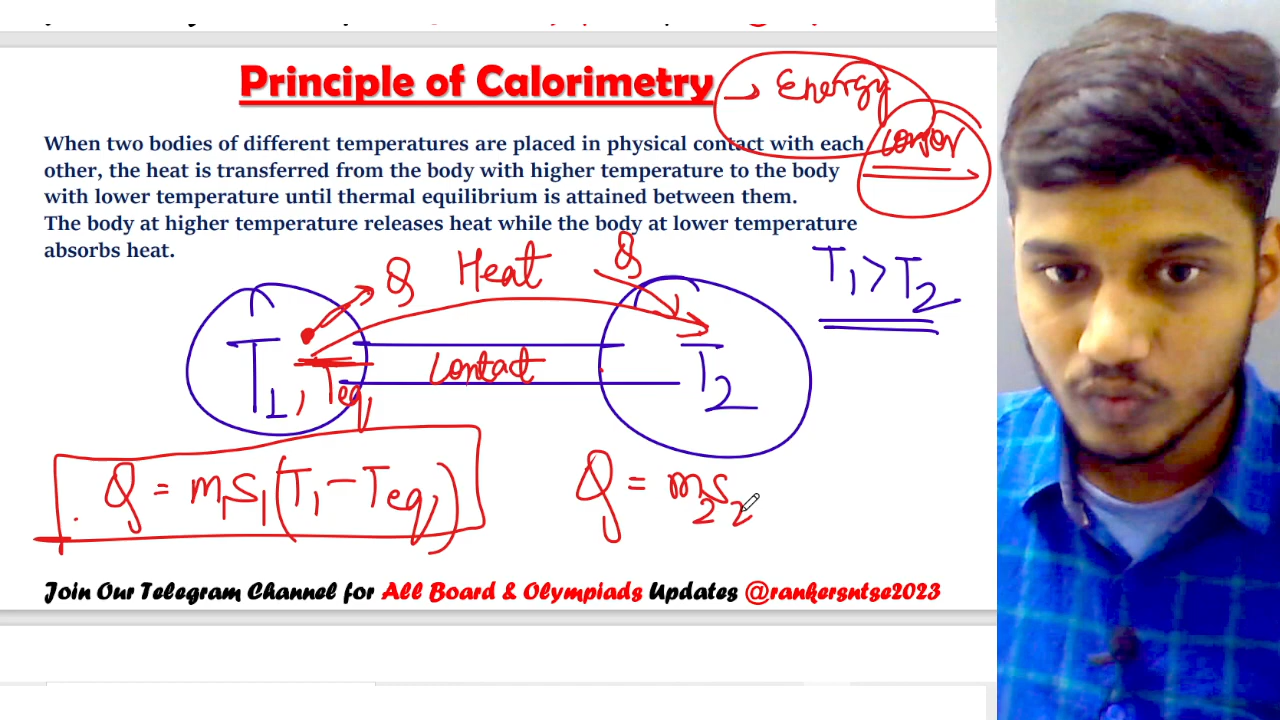 Principle of Calorimetry
→ Energy
conser
When two bodies of different temperatures are placed in physical contact with each
other, the heat is transferred from the body with higher temperature to the body
with lower temperature until thermal equilibrium is attained between them.
The body at higher temperature releases heat while the body at lower temperature
absorbs heat.
Q Heat Q
T1 > T2
T1, Teq
Contact
T2
Q = m1s1(T1 - Teq)
Q = m2s2
Join Our Telegram Channel for All Board & Olympiads Updates @rankersntse2023